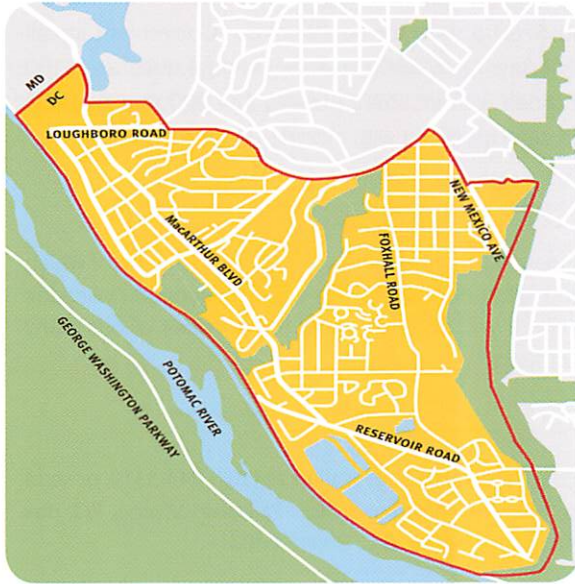 MD
DC
LOUGHBORO ROAD
NEW MEXICO AVE
MacARTHUR BLVD
FOXHALL ROAD
GEORGE WASHINGTON PARKWAY
POTOMAC RIVER
RESERVOIR ROAD